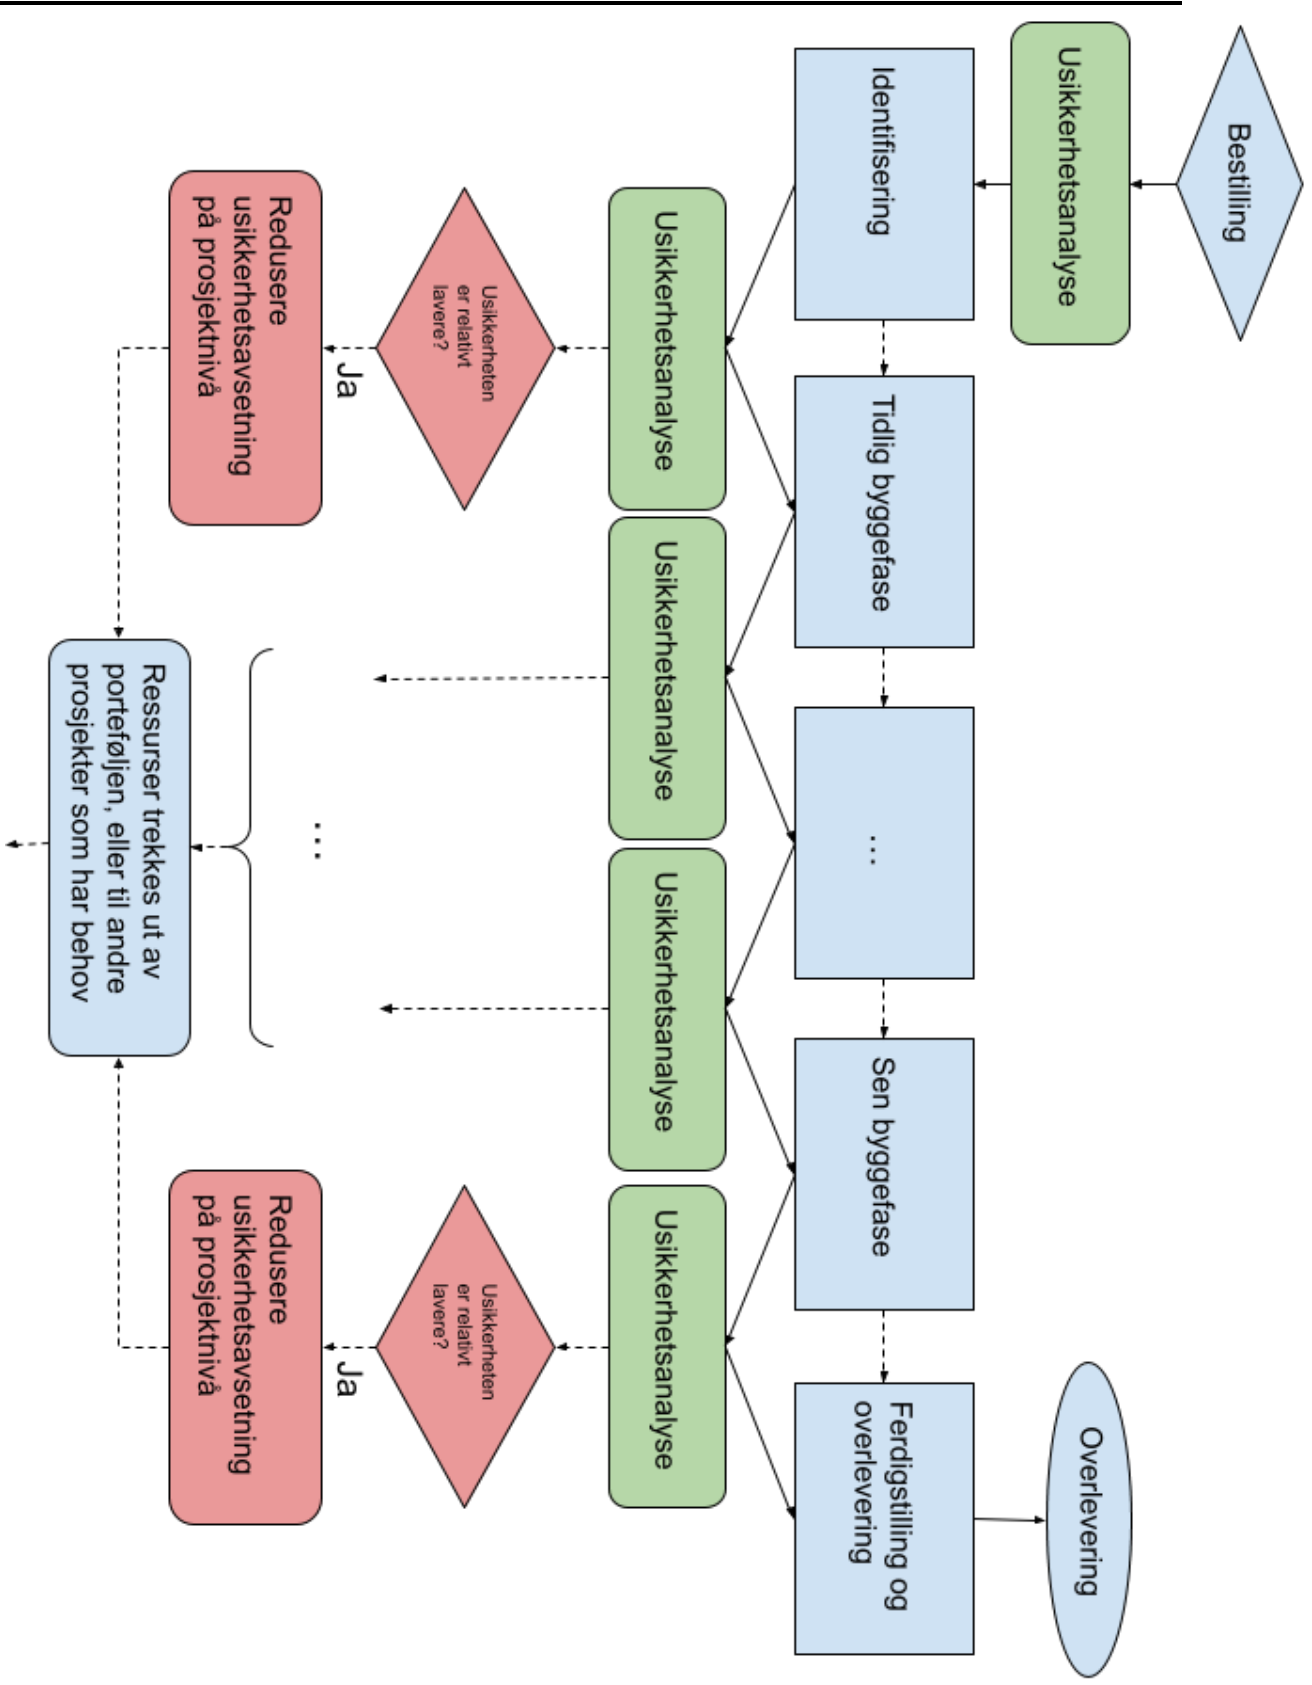 Bestilling
Usikkerhetsanalyse
Overlevering
Identifisering
Tidlig byggefase
...
Sen byggefase
Ferdigstilling og
overlevering
Usikkerhetsanalyse
Usikkerhetsanalyse
Usikkerhetsanalyse
Usikkerhetsanalyse
Usikkerheten
er relativt
lavere?
Usikkerheten
er relativt
lavere?
Ja
...
Ja
Redusere
usikkerhetsavsetning
på prosjektnivå
Redusere
usikkerhetsavsetning
på prosjektnivå
Ressurser trekkes ut av
porteføljen, eller til andre
prosjekter som har behov